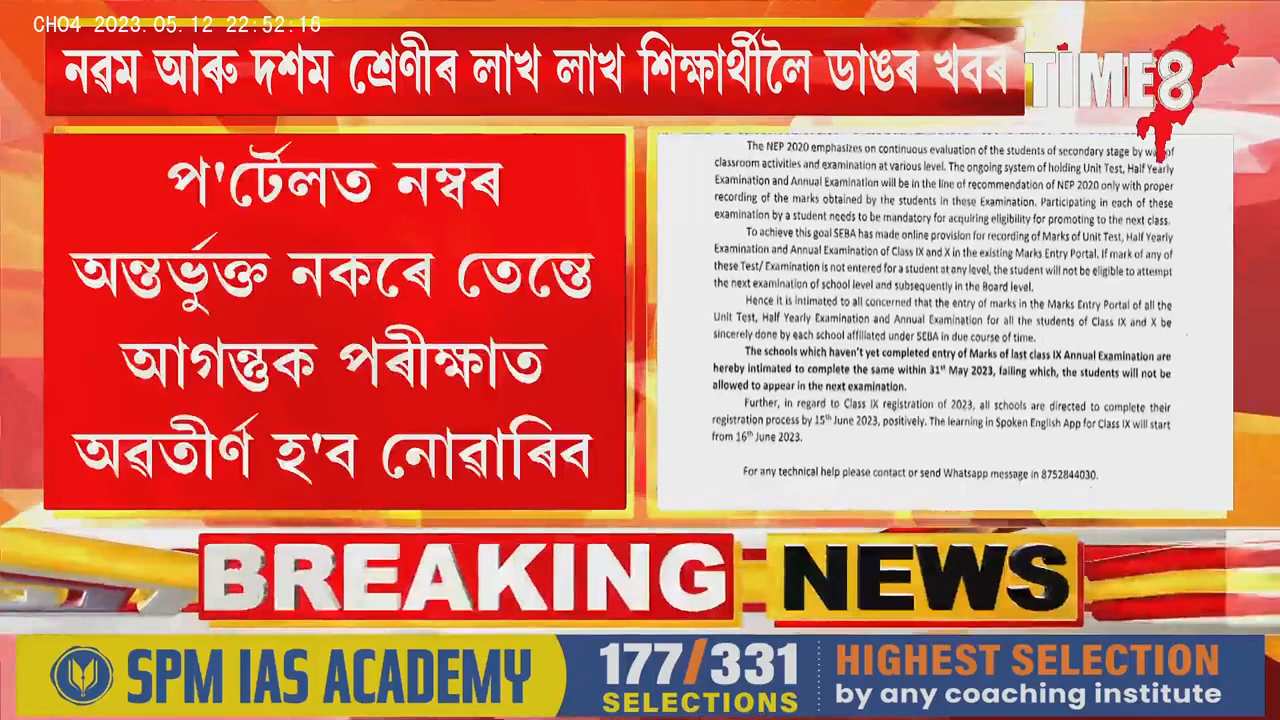 CH04 2023.05.12 22:52:16
নৱম আৰু দশম শ্ৰেণীৰ লাখ লাখ শিক্ষাৰ্থীলৈ ডাঙৰ খবৰ
TIME8
প'ৰ্টেলত নম্বৰ
অন্তৰ্ভুক্ত নকৰে তেন্তে
আগন্তুক পৰীক্ষাত
অৱতীৰ্ণ হ'ব নোৱাৰিব
The NEP 2020 emphasizes on continuous evaluation of the students of secondary stage by way of
classroom activities and examination at various level. The ongoing system of holding Unit Test, Half Yearly
Examination and Annual Examination will be in the line of recommendation of NEP 2020 only with proper
recording of the marks obtained by the students in these Examination. Participating in each of these
examination by a student needs to be mandatory for acquiring eligibility for promoting to the next class.
To achieve this goal SEBA has made online provision for recording of Marks of Unit Test, Half Yearly
Examination and Annual Examination of Class IX and X in the existing Marks Entry Portal. If mark of any of
these Test/ Examination is not entered for a student at any level, the student will not be eligible to attempt
the next examination of school level and subsequently in the Board level.
Hence it is intimated to all concerned that the entry of marks in the Marks Entry Portal of all the
Unit Test, Half Yearly Examination and Annual Examination for all the students of Class IX and X be
sincerely done by each school affiliated under SEBA in due course of time.
The schools which haven't yet completed entry of Marks of last class IX Annual Examination are
hereby intimated to complete the same within 31st May 2023, failing which, the students will not be
allowed to appear in the next examination.
Further, in regard to Class IX registration of 2023, all schools are directed to complete their
registration process by 15th June 2023, positively. The learning in Spoken English App for Class IX will start
from 16th June 2023.
For any technical help please contact or send Whatsapp message in 8752844030.
BREAKING NEWS
SPM IAS ACADEMY
177/331
SELECTIONS
HIGHEST SELECTION
by any coaching institute